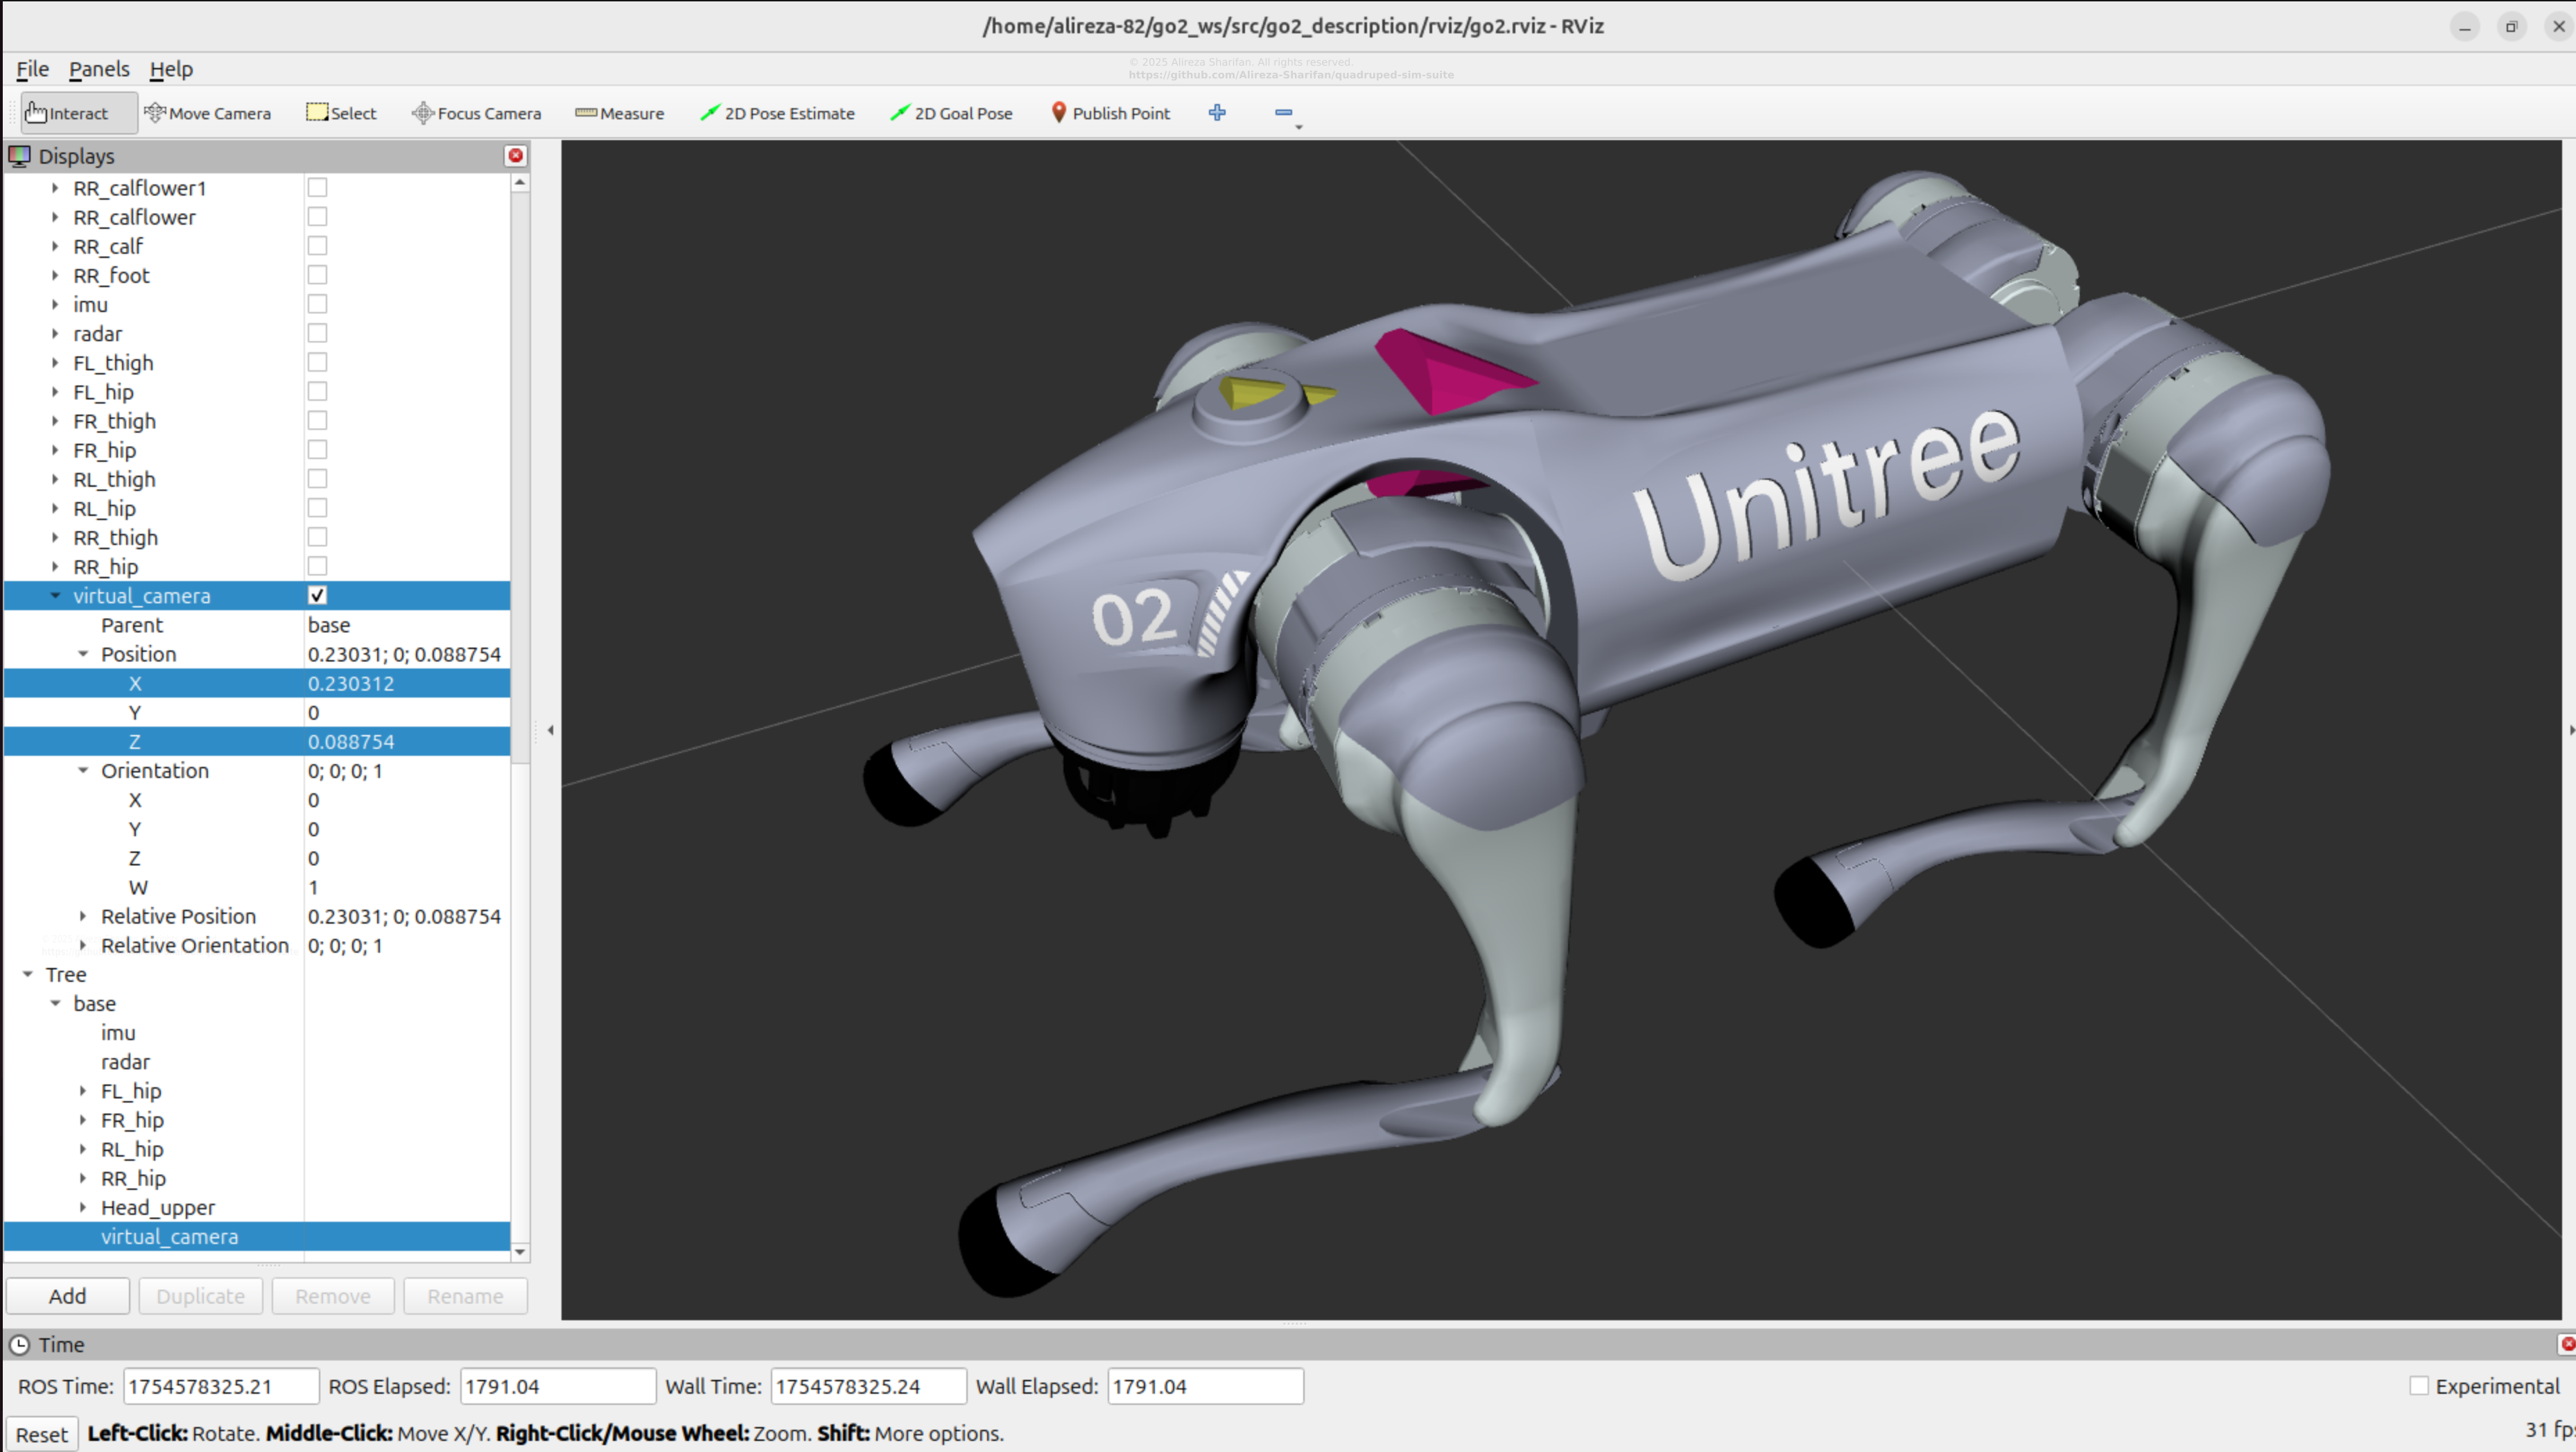 /home/alireza-82/go2_ws/src/go2_description/rviz/go2.rviz - RViz
File Panels Help
© 2025 Alireza Sharifan. All rights reserved.
https://github.com/Alireza-Sharifan/quadruped-sim-suite
Interact Move Camera Select Focus Camera Measure 2D Pose Estimate 2D Goal Pose Publish Point
Displays
RR_calflower1
RR_calflower
RR_calf
RR_foot
imu
radar
FL_thigh
FL_hip
FR_thigh
FR_hip
RL_thigh
RL_hip
RR_thigh
RR_hip
virtual_camera
Parent base
Position 0.23031; 0; 0.088754
X 0.230312
Y 0
Z 0.088754
Orientation 0; 0; 0; 1
X 0
Y 0
Z 0
W 1
Relative Position 0.23031; 0; 0.088754
Relative Orientation 0; 0; 0; 1
Tree
base
imu
radar
FL_hip
FR_hip
RL_hip
RR_hip
Head_upper
virtual_camera
Add Duplicate Remove Rename
Unitree
02
Time
ROS Time: 1754578325.21 ROS Elapsed: 1791.04 Wall Time: 1754578325.24 Wall Elapsed: 1791.04 Experimental
Reset Left-Click: Rotate. Middle-Click: Move X/Y. Right-Click/Mouse Wheel: Zoom. Shift: More options. 31